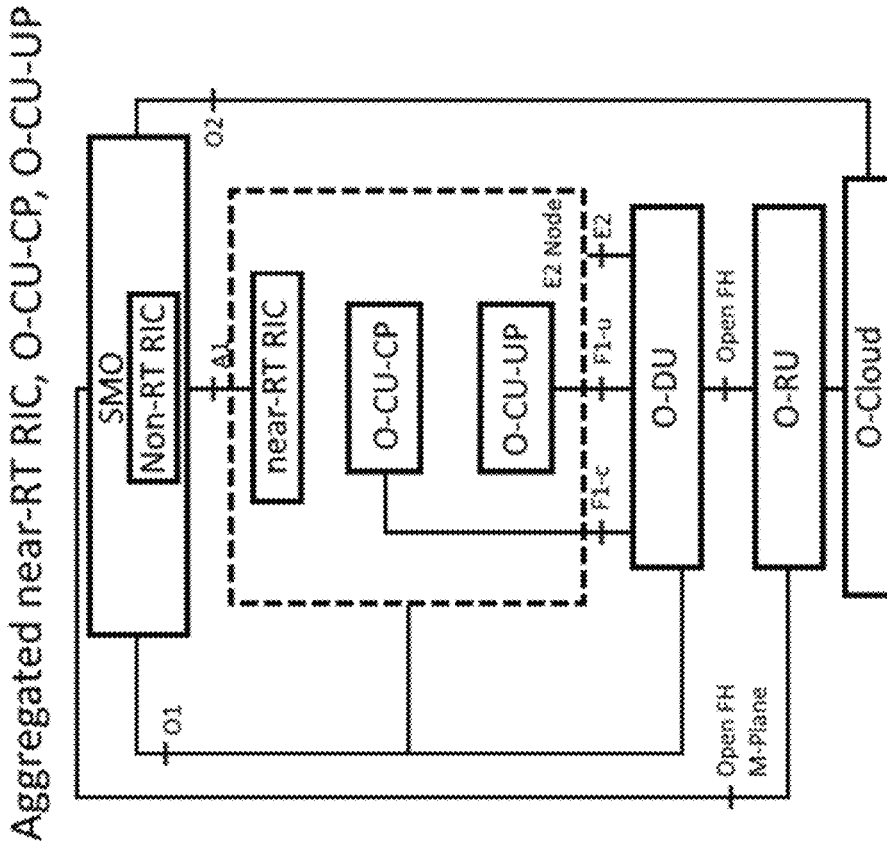 Aggregated near-RT RIC, O-CU-CP, O-CU-UP
SMO
Non-RT RIC
O1
A1
O2
near-RT RIC
O-CU-CP
O-CU-UP
E2 Node
F1-c
F1-u
E2
O-DU
Open FH
Open FH
M-Plane
O-RU
O-Cloud